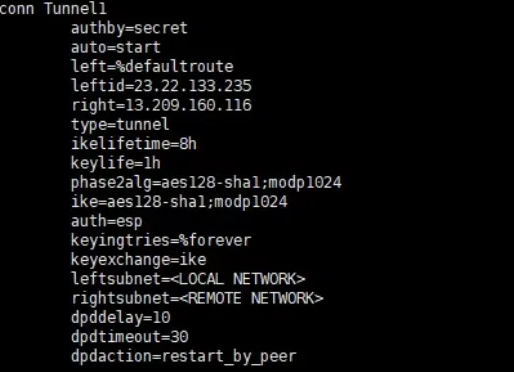 conn Tunnel1
authby=secret
auto=start
left=%defaultroute
leftid=23.22.133.235
right=13.209.160.116
type=tunnel
ikelifetime=8h
keylife=1h
phase2alg=aes128-sha1;modp1024
ike=aes128-sha1;modp1024
auth=esp
keyingtries=%forever
keyexchange=ike
leftsubnet=<LOCAL NETWORK>
rightsubnet=<REMOTE NETWORK>
dpddelay=10
dpdtimeout=30
dpdaction=restart_by_peer